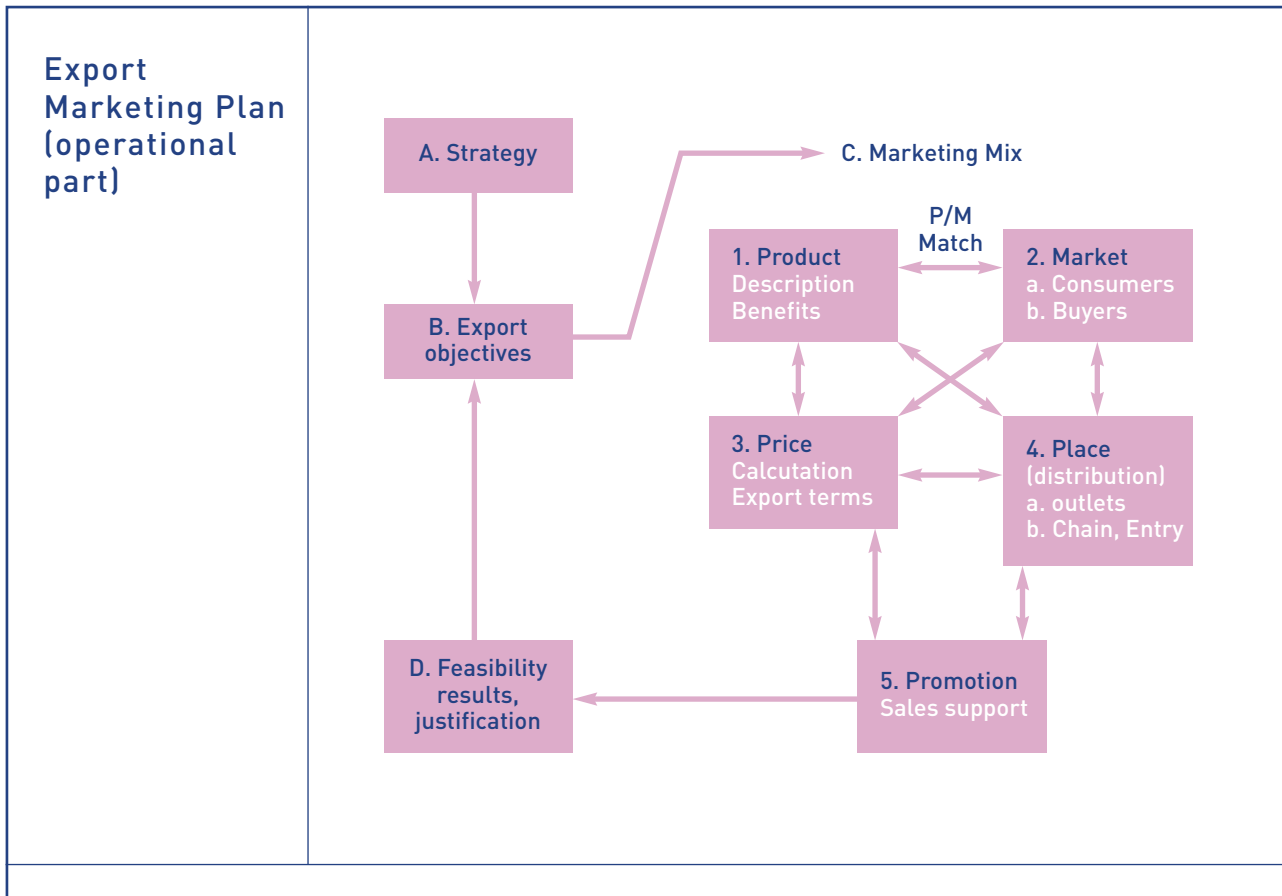 Export
Marketing Plan
(operational
part)
A. Strategy
C. Marketing Mix
P/M
Match
1. Product
Description
Benefits
2. Market
a. Consumers
b. Buyers
B. Export
objectives
3. Price
Calcutation
Export terms
4. Place
(distribution)
a. outlets
b. Chain, Entry
D. Feasibility
results,
justification
5. Promotion
Sales support